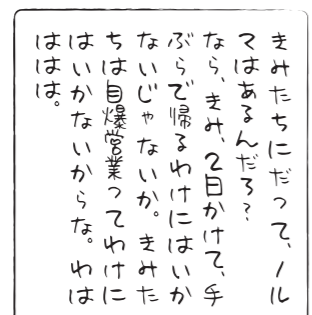 きみたちにだって、ノル
マはあるんだろ？
なら、きみ、2日かけて、手
ぶらで帰るわけにはいか
ないじゃないか。きみた
ちは自爆営業ってわけに
はいかないからな。わは
ははは。